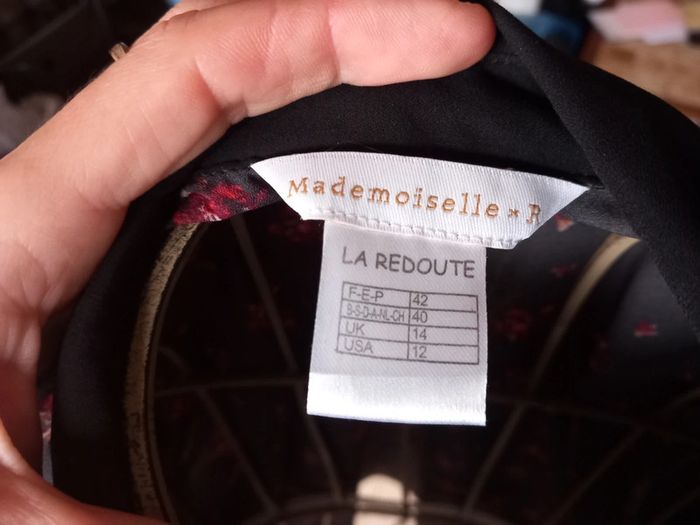 Mademoiselle × R
LA REDOUTE
F-E-P 42
B-S-D-A-NL-CH 40
UK 14
USA 12